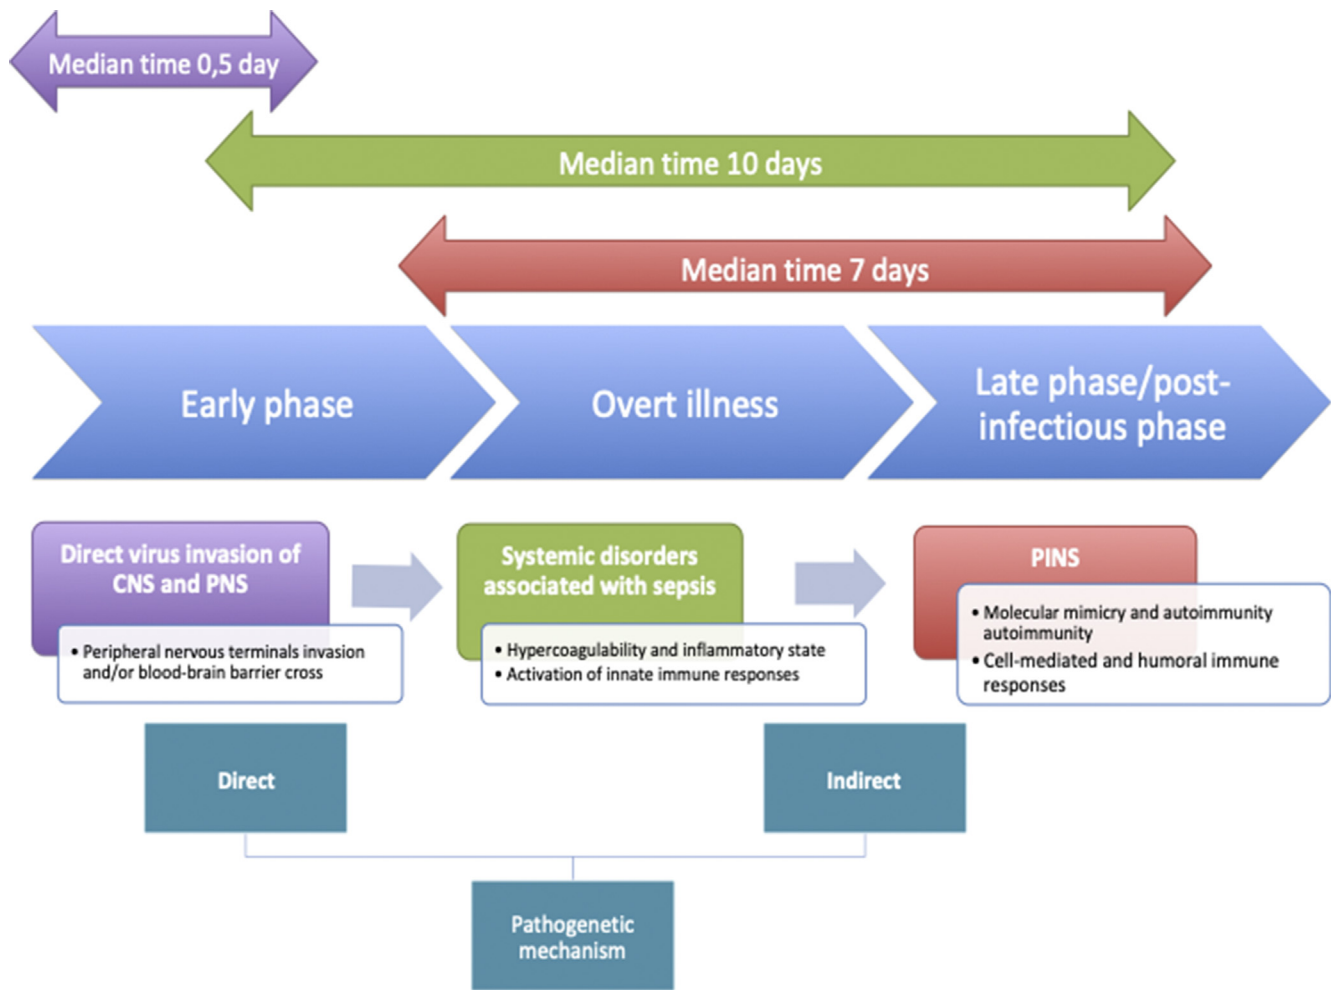 Median time 0,5 day
Median time 10 days
Median time 7 days
Early phase
Overt illness
Late phase/post-
infectious phase
Direct virus invasion of
CNS and PNS
• Peripheral nervous terminals invasion
and/or blood-brain barrier cross
Systemic disorders
associated with sepsis
• Hypercoagulability and inflammatory state
• Activation of innate immune responses
PINS
• Molecular mimicry and autoimmunity
autoimmunity
• Cell-mediated and humoral immune
responses
Direct
Indirect
Pathogenetic
mechanism